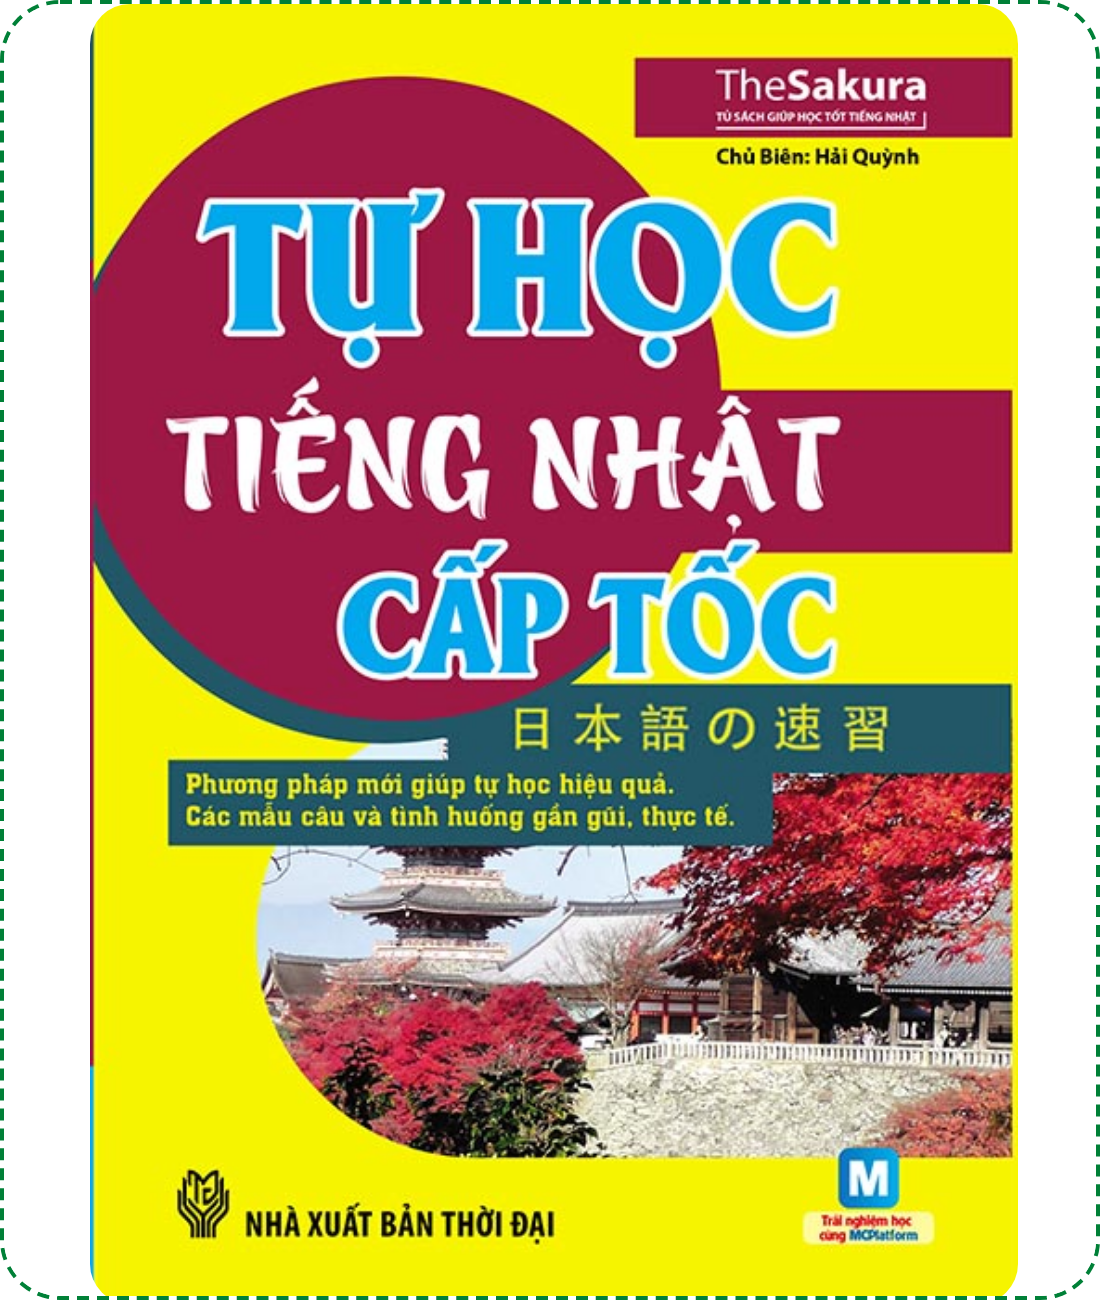 TheSakura
TỦ SÁCH GIÚP HỌC TỐT TIẾNG NHẬT
Chủ Biên: Hải Quỳnh
TỰ HỌC
TIẾNG NHẬT
CẤP TỐC
日本語の速習
Phương pháp mới giúp tự học hiệu quả.
Các mẫu câu và tình huống gần gũi, thực tế.
NHÀ XUẤT BẢN THỜI ĐẠI
M
Trải nghiệm học
cùng MCPlatform